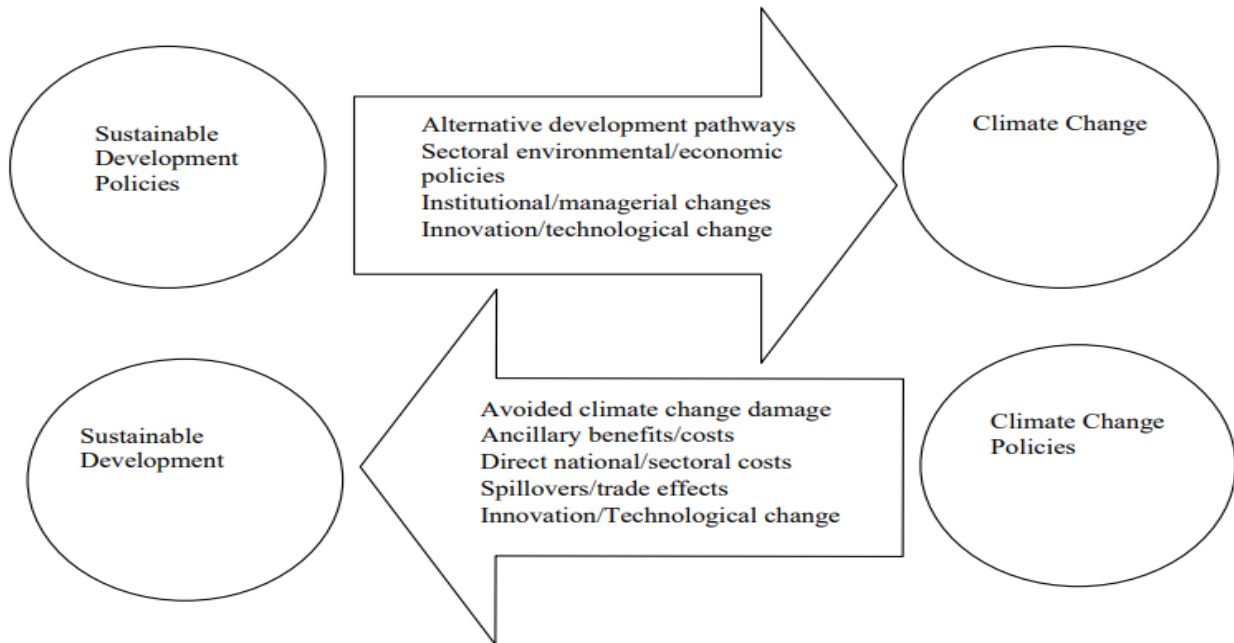 Sustainable
Development
Policies
Alternative development pathways
Sectoral environmental/economic
policies
Institutional/managerial changes
Innovation/technological change
Climate Change
Sustainable
Development
Avoided climate change damage
Ancillary benefits/costs
Direct national/sectoral costs
Spillovers/trade effects
Innovation/Technological change
Climate Change
Policies